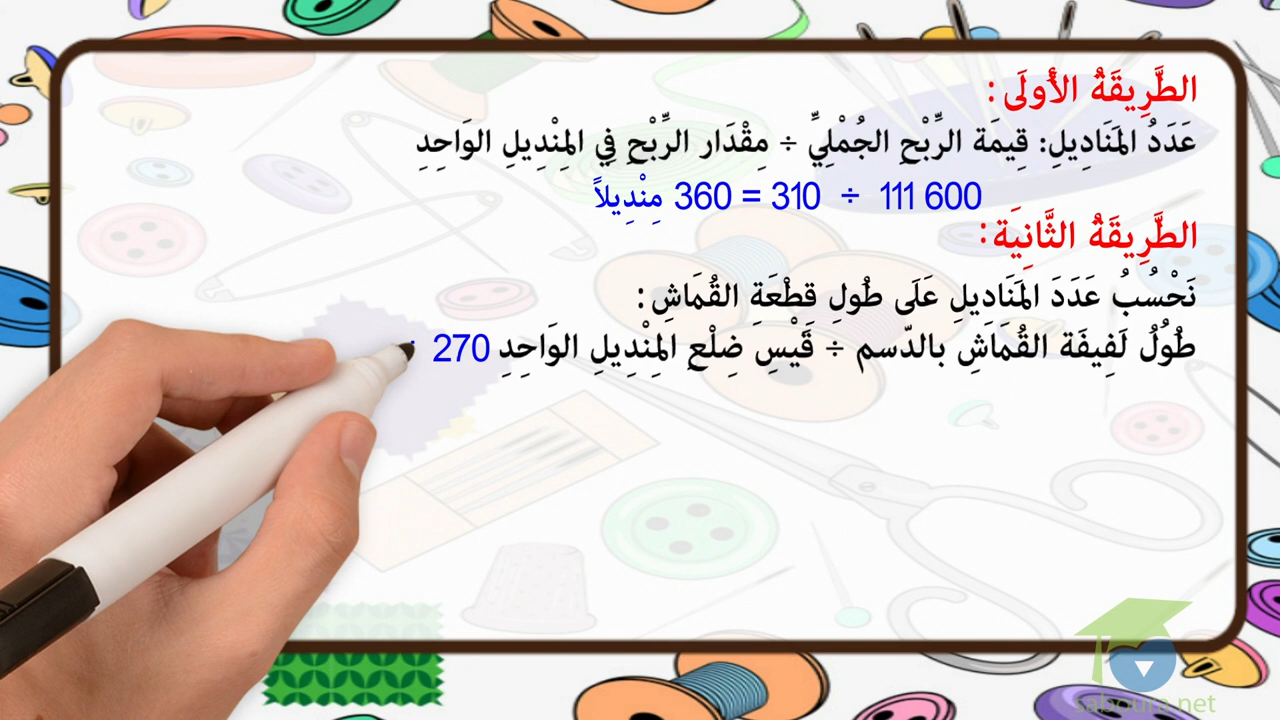 الطَّرِيقَةُ الأُولَى:
عَدَدُ المَنَادِيلِ: قِيمَة الرِّبْحِ الجُمْلِيِّ ÷ مِقْدَار الرِّبْحِ فِي المِنْدِيلِ الوَاحِدِ
111 600 ÷ 310 = 360 مِنْدِيلاً
الطَّرِيقَةُ الثَّانِيَة:
نَحْسُبُ عَدَدَ المَنَادِيلِ عَلَى طُولِ قِطْعَةِ القُمَاشِ:
طُولُ لَفِيفَة القُمَاشِ بالدّسم ÷ قَيْسِ ضِلْعِ المِنْدِيلِ الوَاحِدِ 270
saboura.net